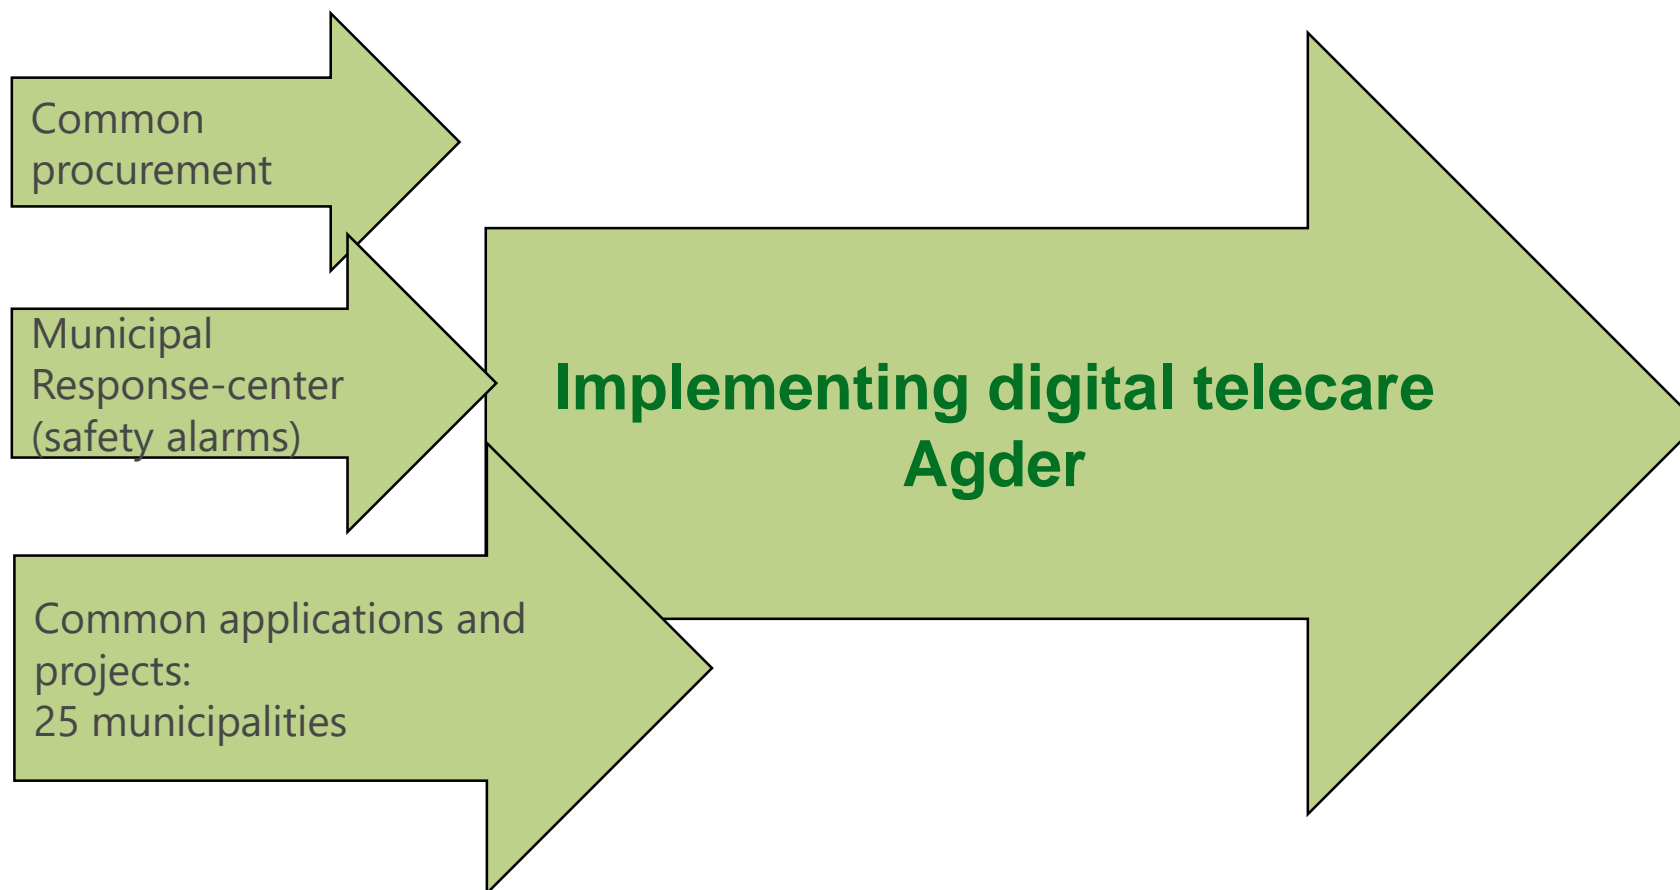 Common
procurement
Municipal
Response-center
(safety alarms)
Common applications and
projects:
25 municipalities
Implementing digital telecare
Agder